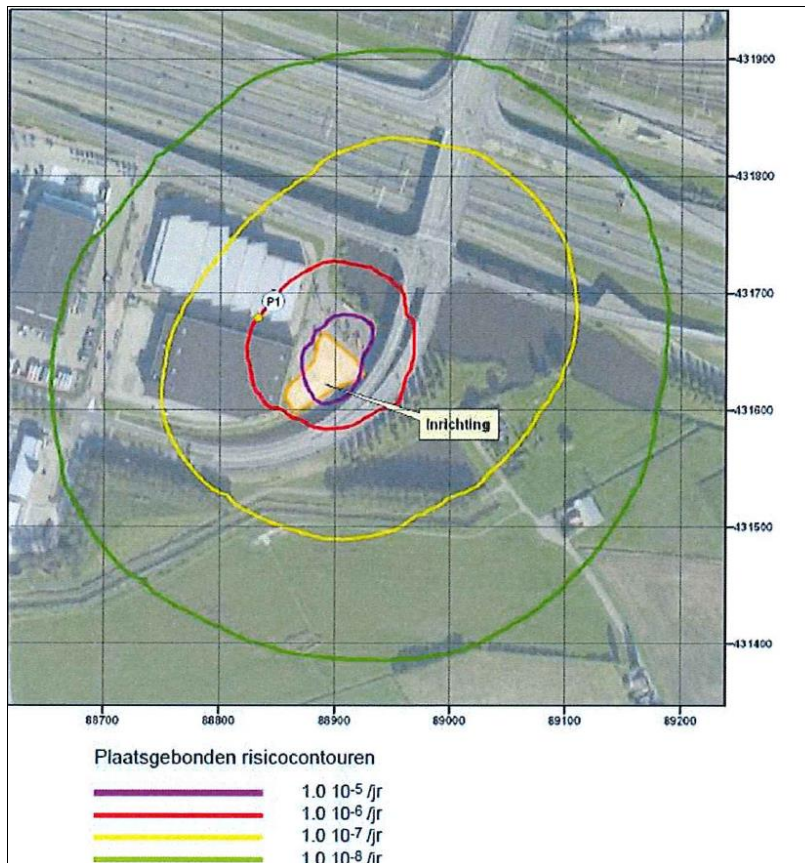 431900
431800
431700
P1
431600
Inrichting
431500
431400
88700 88800 88900 89000 89100 89200
Plaatsgebonden risicocontouren
1.0 10-5 /jr
1.0 10-6 /jr
1.0 10-7 /jr
1.0 10-8 /jr